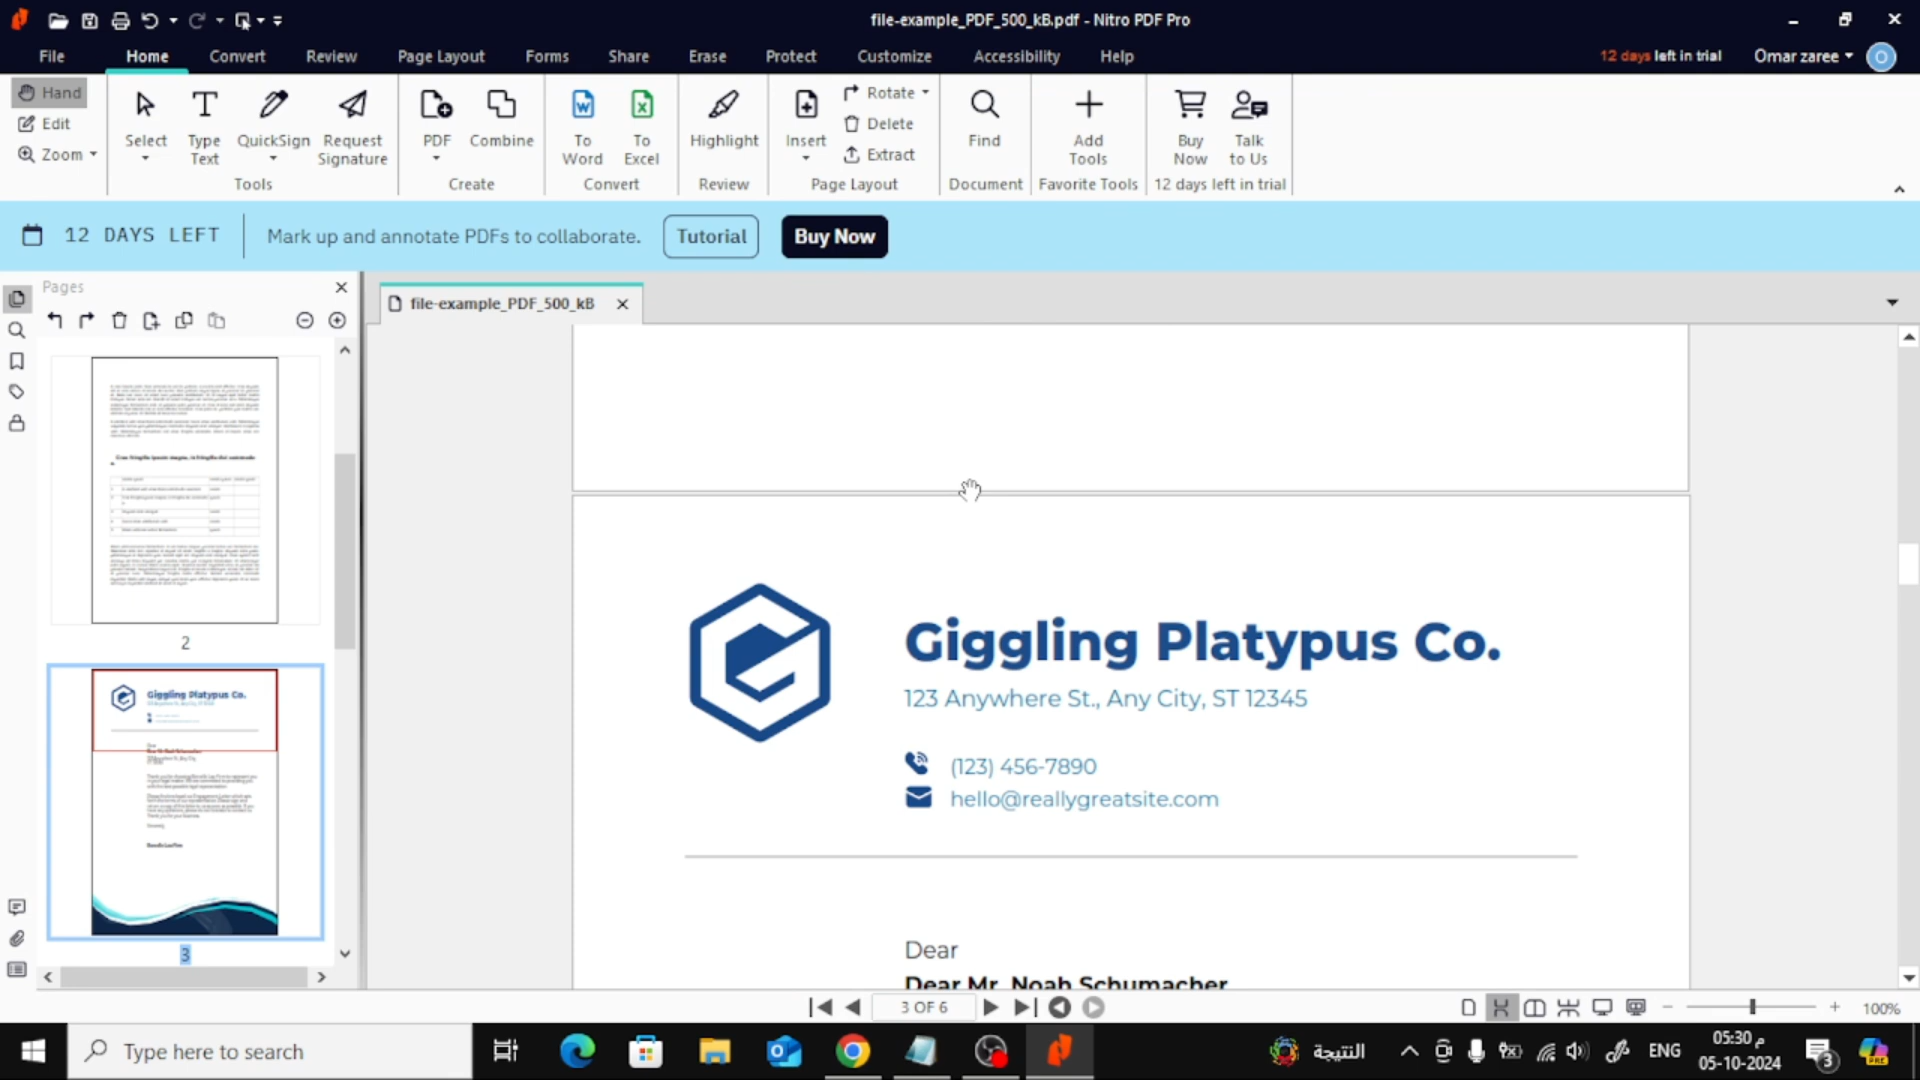 file-example_PDF_500_kB.pdf - Nitro PDF Pro
File Home Convert Review Page Layout Forms Share Erase Protect Customize Accessibility Help 12 days left in trial Omar zaree O
Hand
Edit
Zoom
Select
Type Text
QuickSign
Request Signature
Tools
PDF
Combine
Create
To Word
To Excel
Convert
Highlight
Review
Insert
Rotate
Delete
Extract
Page Layout
Find
Document
Add Tools
Favorite Tools
Buy Now
Talk to Us
12 days left in trial
12 DAYS LEFT Mark up and annotate PDFs to collaborate. Tutorial Buy Now
Pages
file-example_PDF_500_kB
2
Giggling Platypus Co.
3
Giggling Platypus Co.
123 Anywhere St., Any City, ST 12345
(123) 456-7890
hello@reallygreatsite.com
Dear
Dear Mr. Noah Schumacher
3 OF 6
100%
Type here to search
النتيجة
ENG
05:30 م
05-10-2024
3
PRE